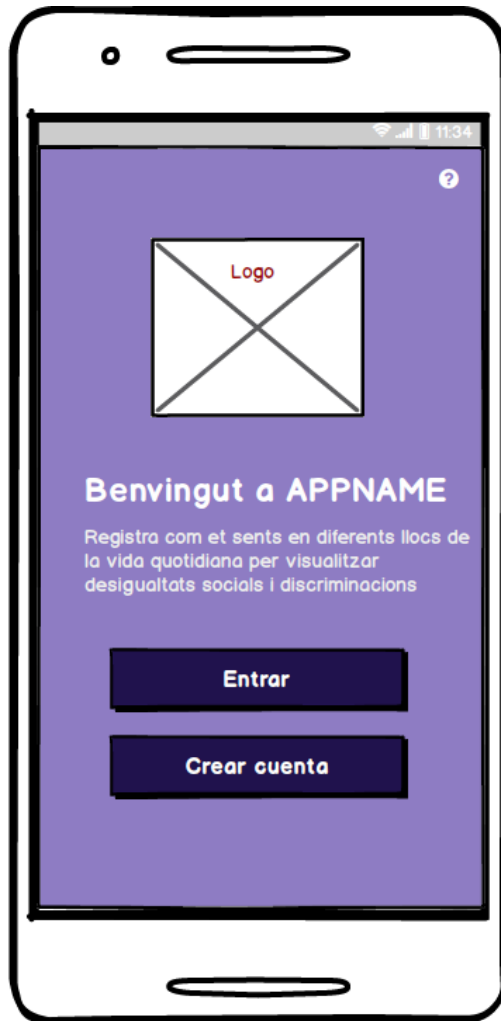 11:34
?
Logo
Benvingut a APPNAME
Registra com et sents en diferents llocs de
la vida quotidiana per visualitzar
desigualtats socials i discriminacions
Entrar
Crear cuenta